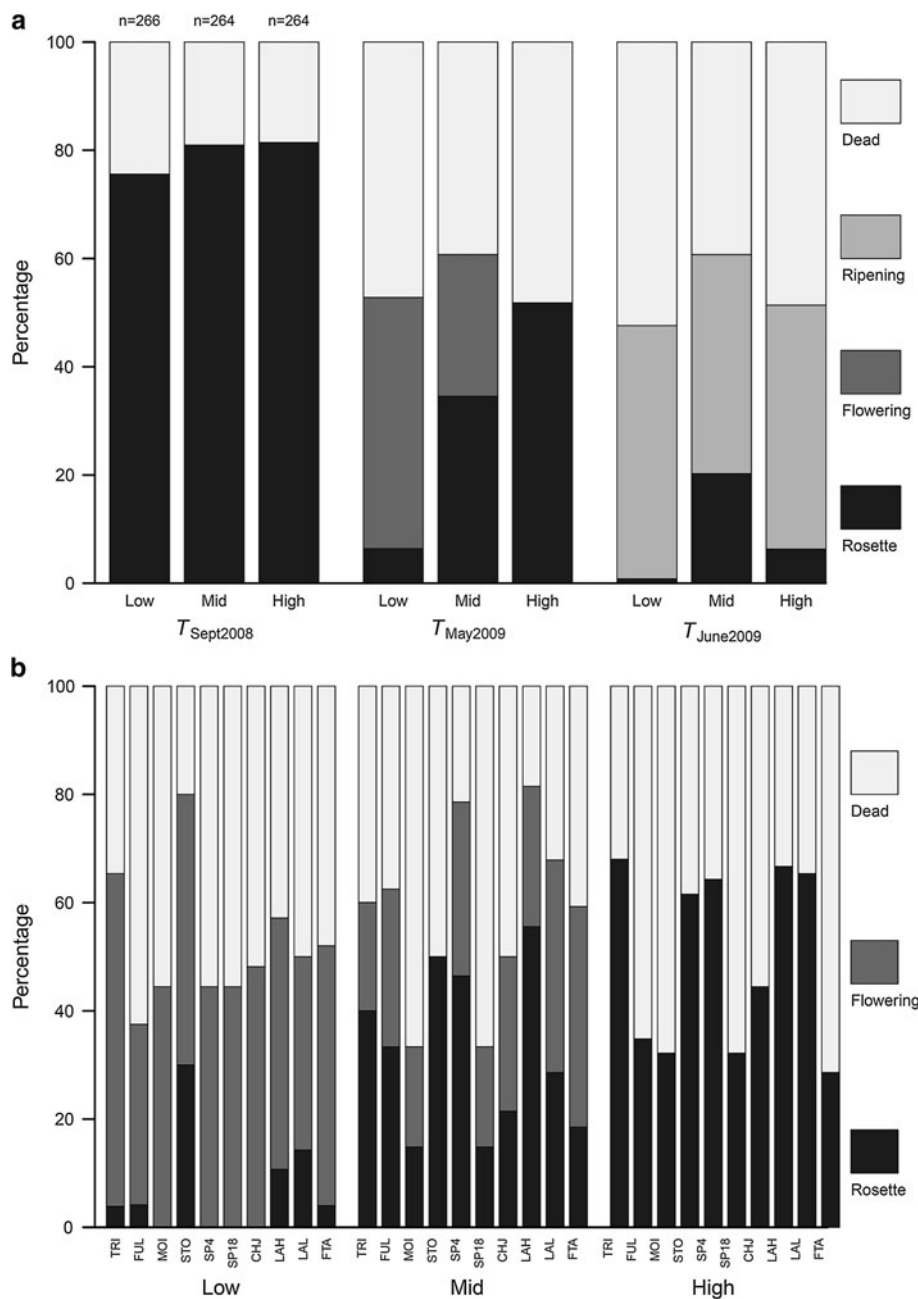 a
n=266 n=264 n=264
100
80
60
40
20
0
Percentage
Low Mid High Low Mid High Low Mid High
TSept2008 TMay2009 TJune2009
Dead
Ripening
Flowering
Rosette
b
100
80
60
40
20
0
Percentage
TRI FUL MOI STO SP4 SP18 CHJ LAH LAL FTA TRI FUL MOI STO SP4 SP18 CHJ LAH LAL FTA TRI FUL MOI STO SP4 SP18 CHJ LAH LAL FTA
Low Mid High
Dead
Flowering
Rosette